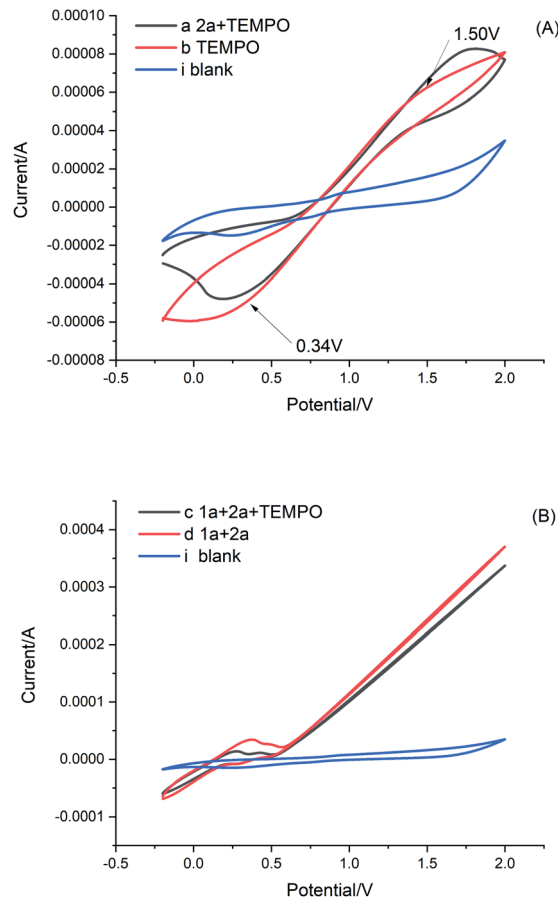 (A)
a 2a+TEMPO
b TEMPO
i blank
1.50V
0.34V
0.00010
0.00008
0.00006
0.00004
0.00002
0.00000
-0.00002
-0.00004
-0.00006
-0.00008
Current/A
-0.5 0.0 0.5 1.0 1.5 2.0
Potential/V
(B)
c 1a+2a+TEMPO
d 1a+2a
i blank
0.0004
0.0003
0.0002
0.0001
0.0000
-0.0001
Current/A
-0.5 0.0 0.5 1.0 1.5 2.0
Potential/V